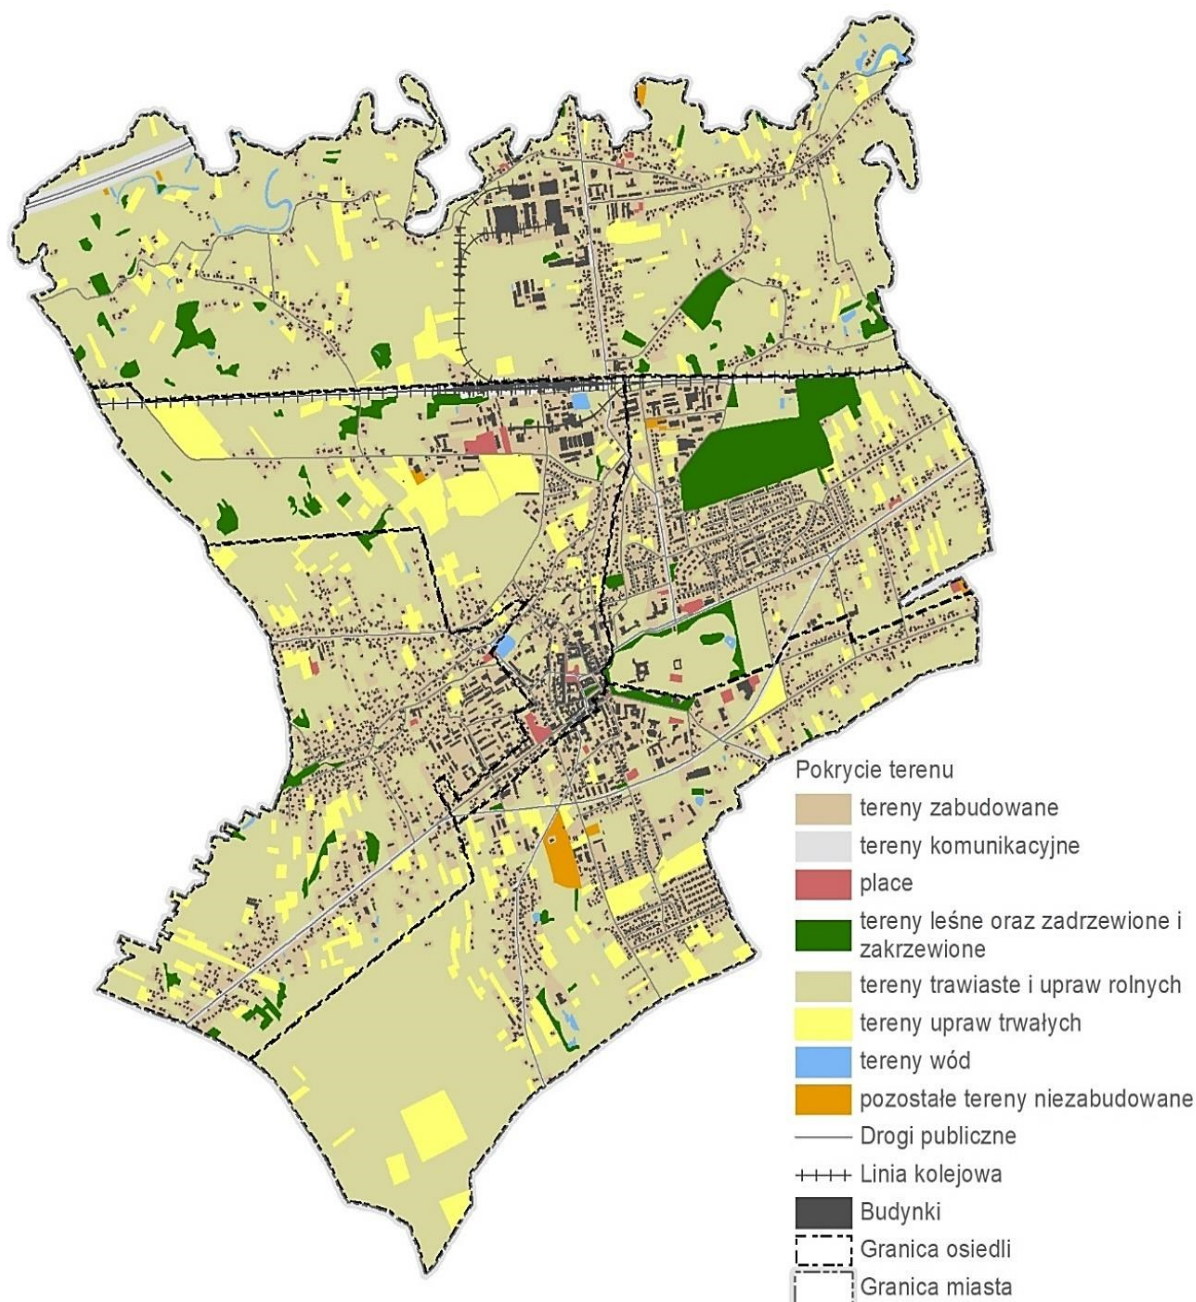 Pokrycie terenu
tereny zabudowane
tereny komunikacyjne
place
tereny leśne oraz zadrzewione i
zakrzewione
tereny trawiaste i upraw rolnych
tereny upraw trwałych
tereny wód
pozostałe tereny niezabudowane
Drogi publiczne
Linia kolejowa
Budynki
Granica osiedli
Granica miasta